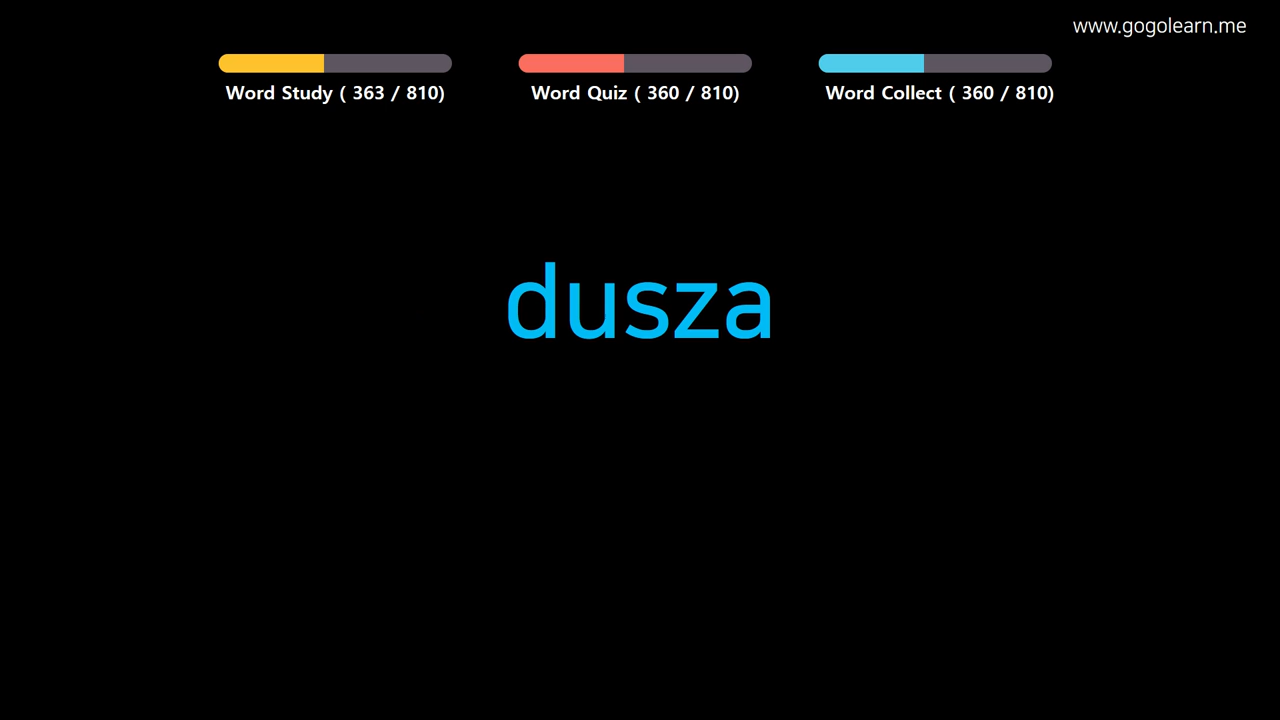 www.gogolearn.me
Word Study ( 363 / 810)
Word Quiz ( 360 / 810)
Word Collect ( 360 / 810)
dusza